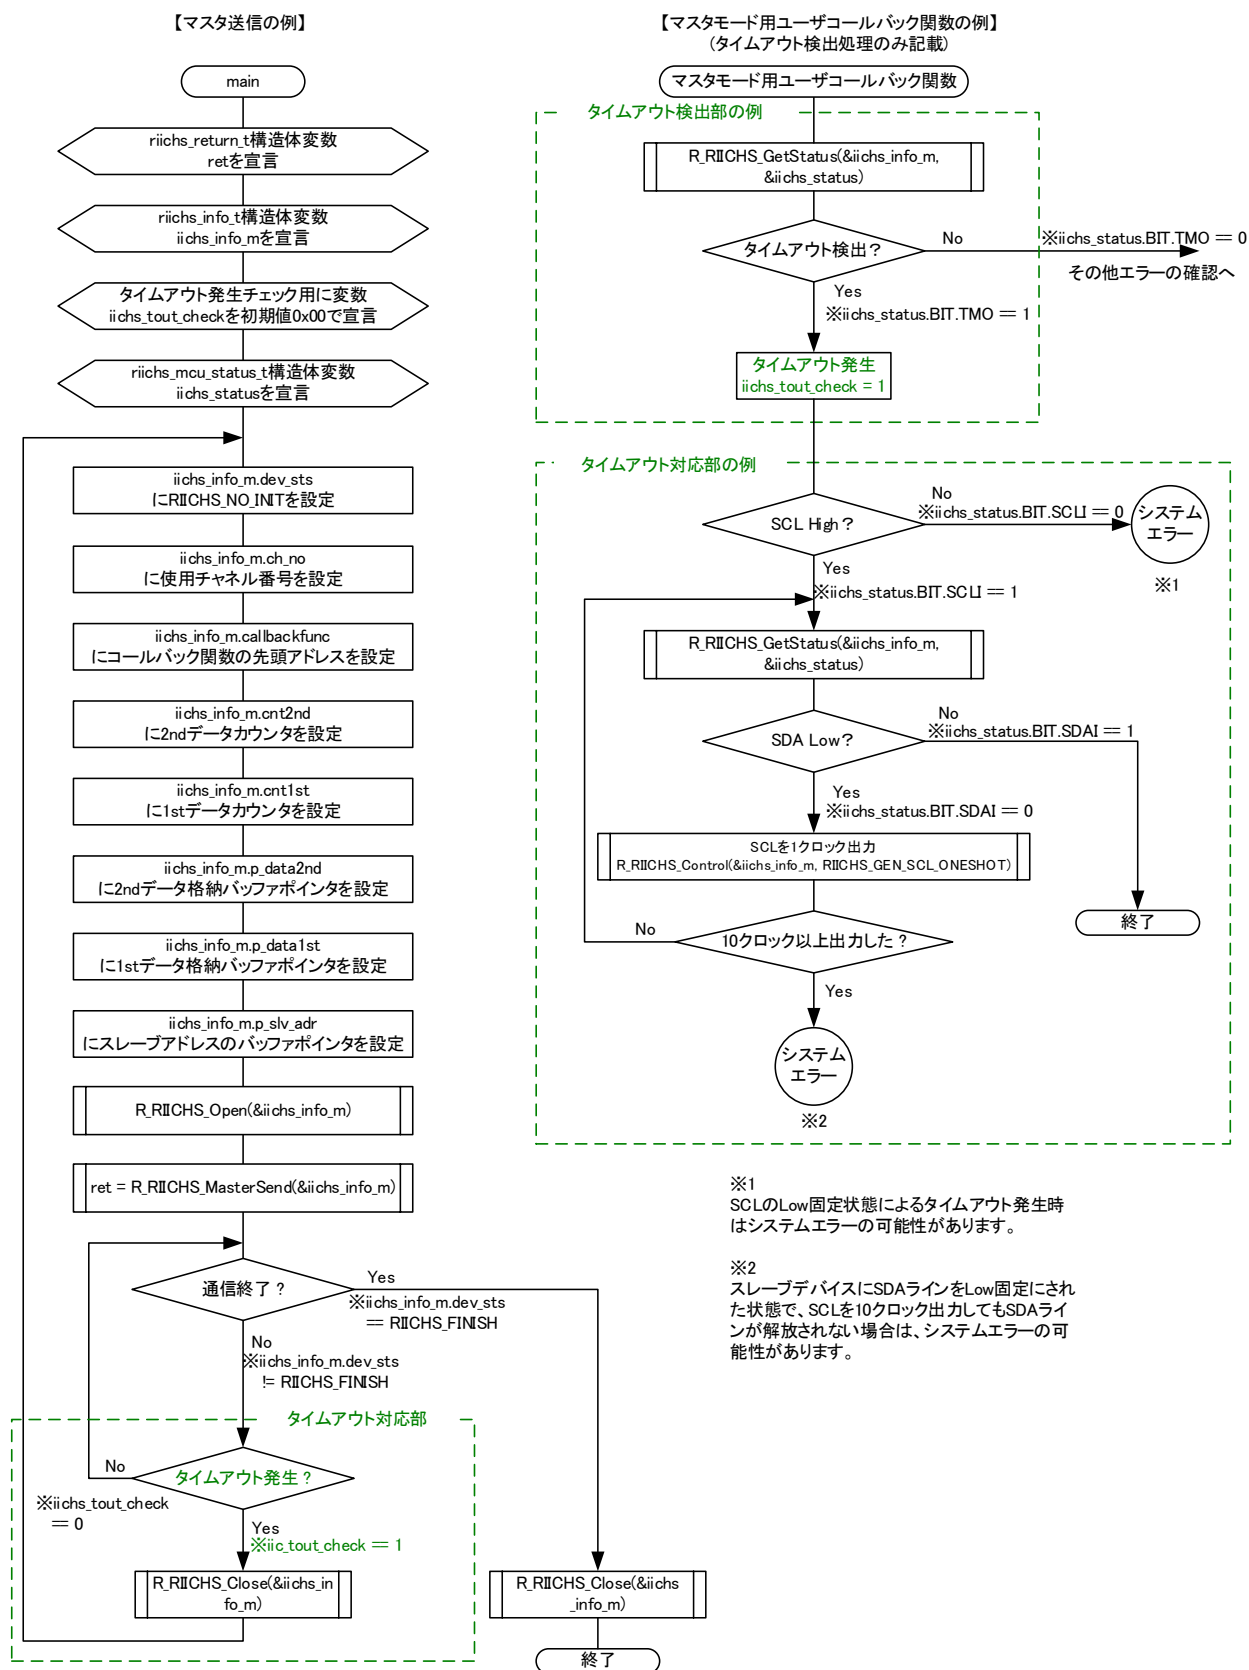 【マスタ送信の例】
main
riichs_return_t構造体変数
retを宣言
riichs_info_t構造体変数
iichs_info_mを宣言
タイムアウト発生チェック用に変数
iichs_tout_checkを初期値0x00で宣言
riichs_mcu_status_t構造体変数
iichs_statusを宣言
iichs_info_m.dev_sts
にRIICHS_NO_INITを設定
iichs_info_m.ch_no
に使用チャネル番号を設定
iichs_info_m.callbackfunc
にコールバック関数の先頭アドレスを設定
iichs_info_m.cnt2nd
に2ndデータカウンタを設定
iichs_info_m.cnt1st
に1stデータカウンタを設定
iichs_info_m.p_data2nd
に2ndデータ格納バッファポインタを設定
iichs_info_m.p_data1st
に1stデータ格納バッファポインタを設定
iichs_info_m.p_slv_adr
にスレーブアドレスのバッファポインタを設定
R_RIICHS_Open(&iichs_info_m)
ret = R_RIICHS_MasterSend(&iichs_info_m)
通信終了？
Yes
※iichs_info_m.dev_sts
== RIICHS_FINISH
No
※iichs_info_m.dev_sts
!= RIICHS_FINISH
タイムアウト対応部
タイムアウト発生？
No
※iichs_tout_check
== 0
Yes
※iic_tout_check == 1
R_RIICHS_Close(&iichs_in
fo_m)
R_RIICHS_Close(&iichs
_info_m)
終了
【マスタモード用ユーザコールバック関数の例】
(タイムアウト検出処理のみ記載)
マスタモード用ユーザコールバック関数
タイムアウト検出部の例
R_RIICHS_GetStatus(&iichs_info_m,
&iichs_status)
タイムアウト検出？
No
※iichs_status.BIT.TMO == 0
その他エラーの確認へ
Yes
※iichs_status.BIT.TMO == 1
タイムアウト発生
iichs_tout_check = 1
タイムアウト対応部の例
SCL High？
No
※iichs_status.BIT.SCLI == 0
システム
エラー
※1
Yes
※iichs_status.BIT.SCLI == 1
R_RIICHS_GetStatus(&iichs_info_m,
&iichs_status)
SDA Low？
No
※iichs_status.BIT.SDAI == 1
Yes
※iichs_status.BIT.SDAI == 0
SCLを1クロック出力
R_RIICHS_Control(&iichs_info_m, RIICHS_GEN_SCL_ONESHOT)
終了
10クロック以上出力した？
No
Yes
システム
エラー
※2
※1
SCLのLow固定状態によるタイムアウト発生時
はシステムエラーの可能性があります。
※2
スレーブデバイスにSDAラインをLow固定にされ
た状態で、SCLを10クロック出力してもSDAライ
ンが解放されない場合は、システムエラーの可
能性があります。